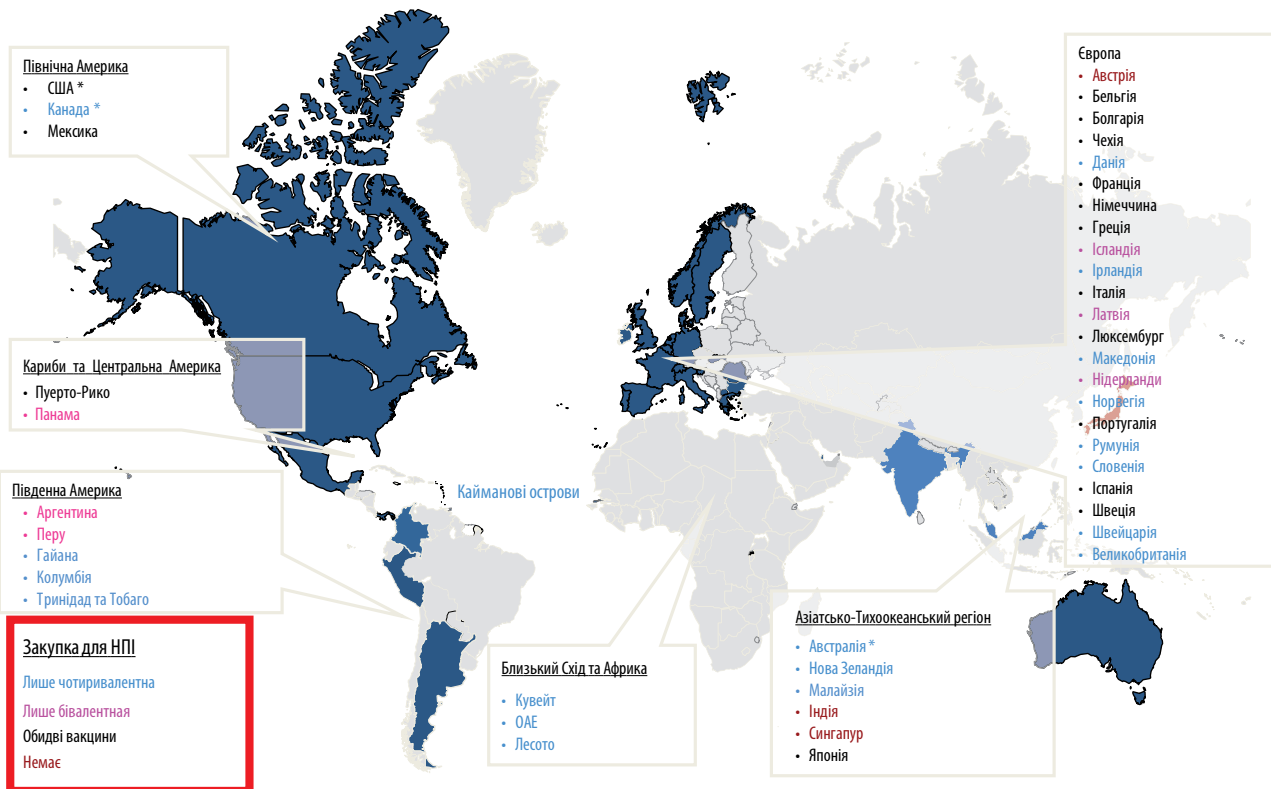 Північна Америка
• США *
• Канада *
• Мексика
Кариби та Центральна Америка
• Пуерто-Рико
• Панама
Південна Америка
• Аргентина
• Перу
• Гайана
• Колумбія
• Тринідад та Тобаго
Закупка для НПІ
Лише чотиривалентна
Лише бівалентная
Обидві вакцини
Немає
Кайманові острови
Близький Схід та Африка
• Кувейт
• ОАЕ
• Лесото
Азіатсько-Тихоокеанський регіон
• Австралія *
• Нова Зеландія
• Малайзія
• Індія
• Сингапур
• Японія
Європа
• Австрія
• Бельгія
• Болгарія
• Чехія
• Данія
• Франція
• Німеччина
• Греція
• Ісландія
• Ірландія
• Італія
• Латвія
• Люксембург
• Македонія
• Нідерланди
• Норвегія
• Португалія
• Румунія
• Словенія
• Іспанія
• Швеція
• Швейцарія
• Великобританія